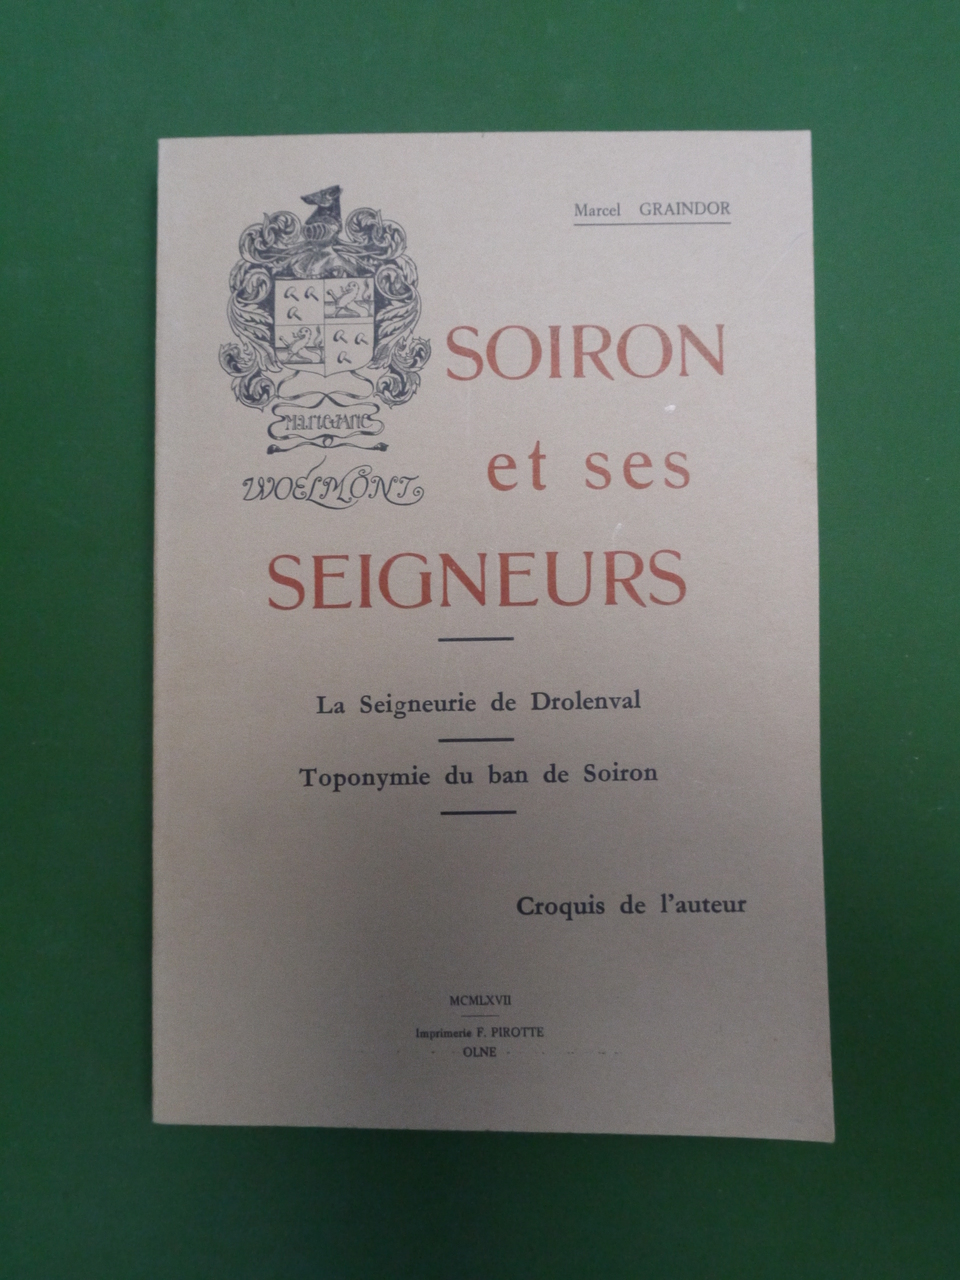 Marcel GRAINDOR
WOÉLMONT
SOIRON
et ses
SEIGNEURS
La Seigneurie de Drolenval
Toponymie du ban de Soiron
Croquis de l'auteur
MCMLXVII
Imprimerie F. PIROTTE
OLNE